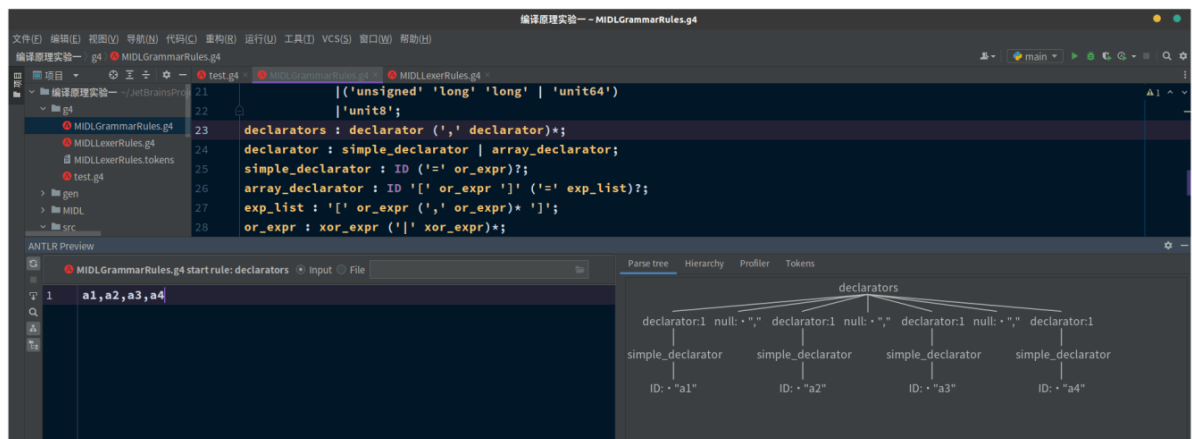 编译原理实验一 – MIDLGrammarRules.g4
文件(F) 编辑(E) 视图(V) 导航(N) 代码(C) 重构(R) 运行(U) 工具(T) VCS(S) 窗口(W) 帮助(H)
编译原理实验一 g4 MIDLGrammarRules.g4 main
项目 test.g4 MIDLGrammarRules.g4 MIDLLexerRules.g4
编译原理实验一 ~/JetBrainsPro
g4
MIDLGrammarRules.g4
MIDLLexerRules.g4
MIDLLexerRules.tokens
test.g4
gen
MIDL
src
21 |('unsigned' 'long' 'long' | 'unit64')
22 |'unit8';
23 declarators : declarator (',' declarator)*;
24 declarator : simple_declarator | array_declarator;
25 simple_declarator : ID ('=' or_expr)?;
26 array_declarator : ID '[' or_expr ']' ('=' exp_list)?;
27 exp_list : '[' or_expr (',' or_expr)* ']';
28 or_expr : xor_expr ('|' xor_expr)*;
1
ANTLR Preview
MIDLGrammarRules.g4 start rule: declarators Input File
1 a1,a2,a3,a4
Parse tree Hierarchy Profiler Tokens
declarators
declarator:1 null: · "," declarator:1 null: · "," declarator:1 null: · "," declarator:1
simple_declarator simple_declarator simple_declarator simple_declarator
ID: · "a1" ID: · "a2" ID: · "a3" ID: · "a4"